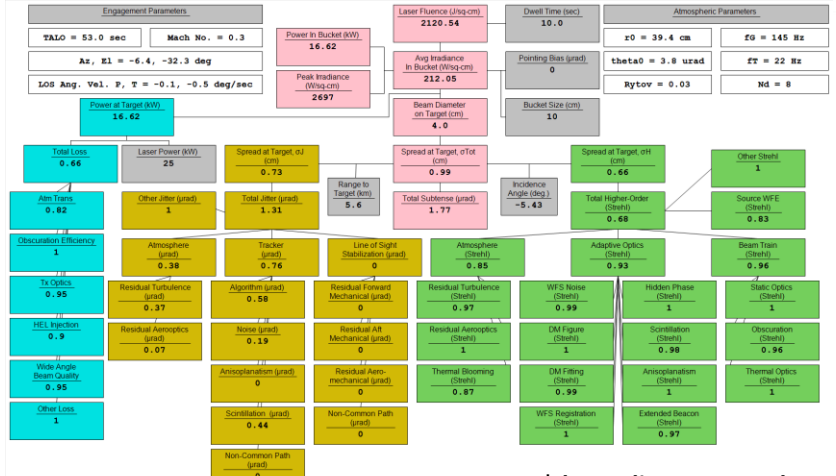 Engagement Parameters
TALO = 53.0 sec
Mach No. = 0.3
Az, El = -6.4, -32.3 deg
LOS Ang. Vel. P, T = -0.1, -0.5 deg/sec
Power In Bucket (kW)
16.62
Peak Irradiance
(W/sq-cm)
2697
Laser Fluence (J/sq-cm)
2120.54
Avg Irradiance
In Bucket (W/sq-cm)
212.05
Beam Diameter
on Target (cm)
4.0
Dwell Time (sec)
10.0
Pointing Bias (µrad)
0
Bucket Size (cm)
10
Atmospheric Parameters
r0 = 39.4 cm
fG = 145 Hz
theta0 = 3.8 urad
fT = 22 Hz
Rytov = 0.03
Nd = 8
Power at Target (kW)
16.62
Total Loss
0.66
Laser Power (kW)
25
Spread at Target, σJ
(cm)
0.73
Spread at Target, σTot
(cm)
0.99
Spread at Target, σH
(cm)
0.66
Other Strehl
1
Range to
Target (km)
5.6
Incidence
Angle (deg.)
-5.43
Atm Trans
0.82
Other Jitter (µrad)
1
Total Jitter (µrad)
1.31
Total Subtense (µrad)
1.77
Total Higher-Order
(Strehl)
0.68
Source WFE
(Strehl)
0.83
Obscuration Efficiency
1
Tx Optics
0.95
HEL Injection
0.9
Wide Angle
Beam Quality
0.95
Other Loss
1
Atmosphere
(µrad)
0.38
Residual Turbulence
(µrad)
0.37
Residual Aerooptics
(µrad)
0.07
Tracker
(µrad)
0.76
Algorithm (µrad)
0.58
Noise (µrad)
0.19
Anisoplanatism (µrad)
0
Scintillation (µrad)
0.44
Non-Common Path
(µrad)
0
Line of Sight
Stabilization (µrad)
0
Residual Forward
Mechanical (µrad)
0
Residual Aft
Mechanical (µrad)
0
Residual Aero-
mechanical (µrad)
0
Non-Common Path
(µrad)
0
Atmosphere
(Strehl)
0.85
Residual Turbulence
(Strehl)
0.97
Residual Aerooptics
(Strehl)
1
Thermal Blooming
(Strehl)
0.87
Adaptive Optics
(Strehl)
0.93
WFS Noise
(Strehl)
0.99
DM Figure
(Strehl)
1
DM Fitting
(Strehl)
0.99
WFS Registration
(Strehl)
1
Hidden Phase
(Strehl)
1
Scintillation
(Strehl)
0.98
Anisoplanatism
(Strehl)
1
Extended Beacon
(Strehl)
0.97
Beam Train
(Strehl)
0.96
Static Optics
(Strehl)
1
Obscuration
(Strehl)
0.96
Thermal Optics
(Strehl)
1